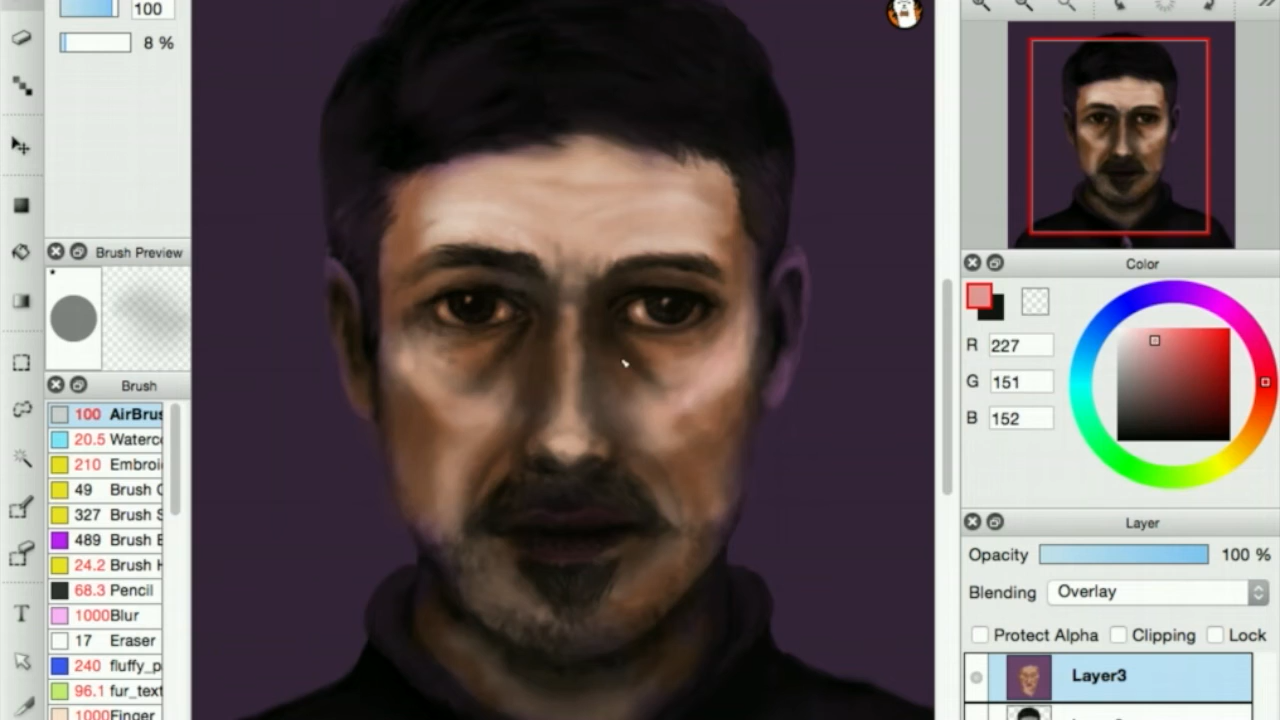 100
8 %
Brush Preview
Brush
100 AirBrus
20.5 Waterc
210 Embroi
49 Brush
327 Brush S
489 Brush
24.2 Brush
68.3 Pencil
1000 Blur
17 Eraser
240 fluffy_p
96.1 fur_text
1000 Finger
T
Color
R 227
G 151
B 152
Layer
Opacity 100 %
Blending Overlay
Protect Alpha Clipping Lock
Layer3